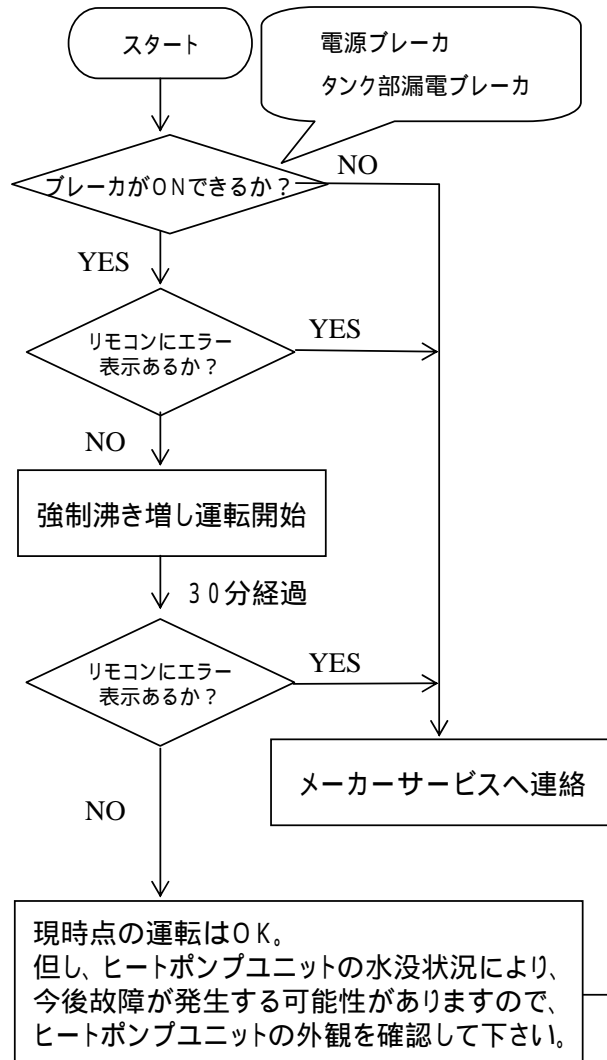 スタート
電源ブレーカ
タンク部漏電ブレーカ
ブレーカがONできるか？
NO
YES
リモコンにエラー
表示あるか？
YES
NO
強制沸き増し運転開始
30分経過
リモコンにエラー
表示あるか？
YES
メーカーサービスへ連絡
NO
現時点の運転はOK。
但し、ヒートポンプユニットの水没状況により、
今後故障が発生する可能性がありますので、
ヒートポンプユニットの外観を確認して下さい。